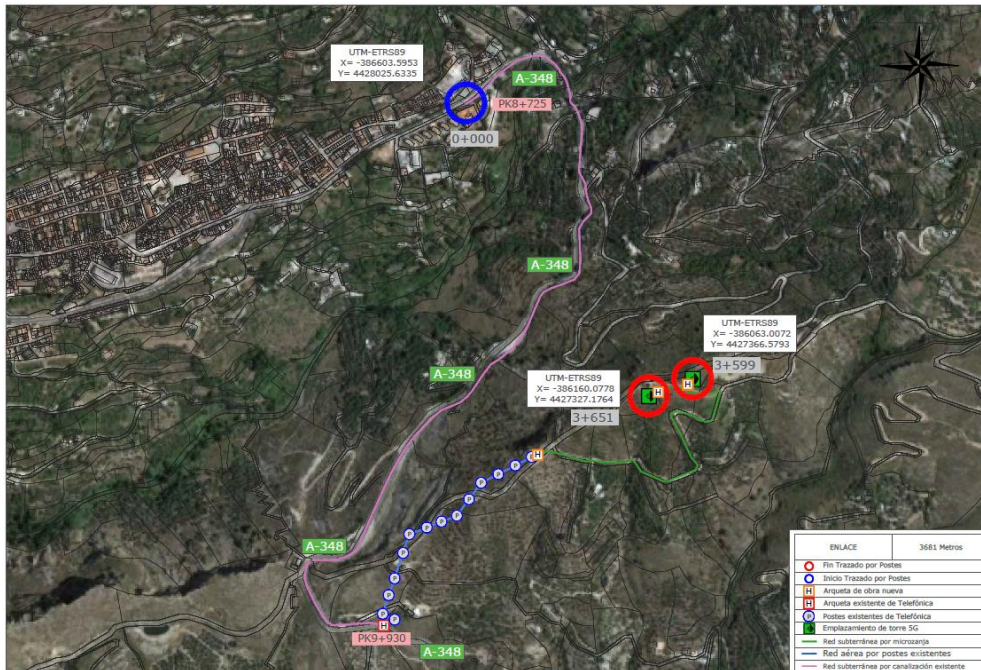 UTM-ETRS89
X= -386603.5953
Y= 4428025.6335
A-348
PK8+725
0+000
A-348
UTM-ETRS89
X= -386063.0072
Y= 4427366.5793
3+599
A-348
UTM-ETRS89
X= -386160.0778
Y= 4427327.1764
3+651
H
H
H
P
P
P
P
P
P
P
P
P
P
P
P
P
P
A-348
H
PK9+930
A-348
ENLACE 3681 Metros
Fin Trazado por Postes
Inicio Trazado por Postes
H Arqueta de obra nueva
H Arqueta existente de Telefónica
P Postes existentes de Telefónica
Emplazamiento de torre 5G
Red subterránea por microzanja
Red aérea por postes existentes
Red subterránea por canalización existente